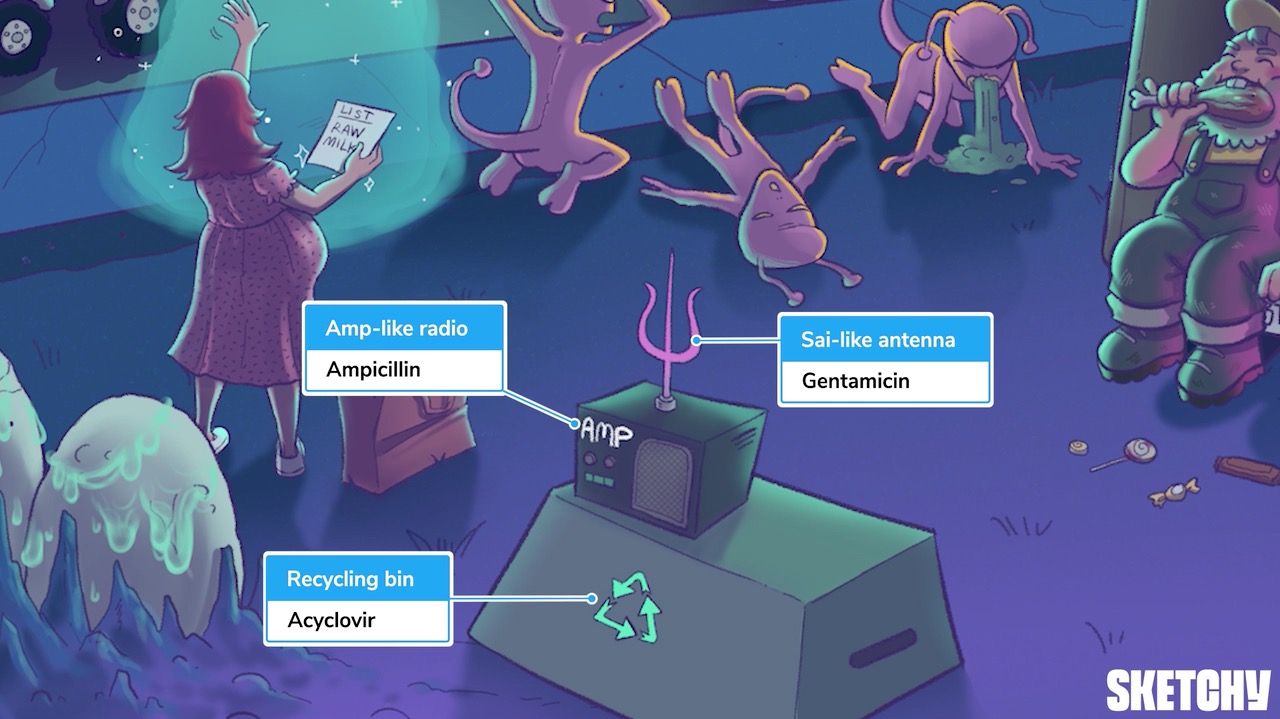 LIST
RAW
MILK
Amp-like radio
Ampicillin
Sai-like antenna
Gentamicin
AMP
Recycling bin
Acyclovir
SKETCHY